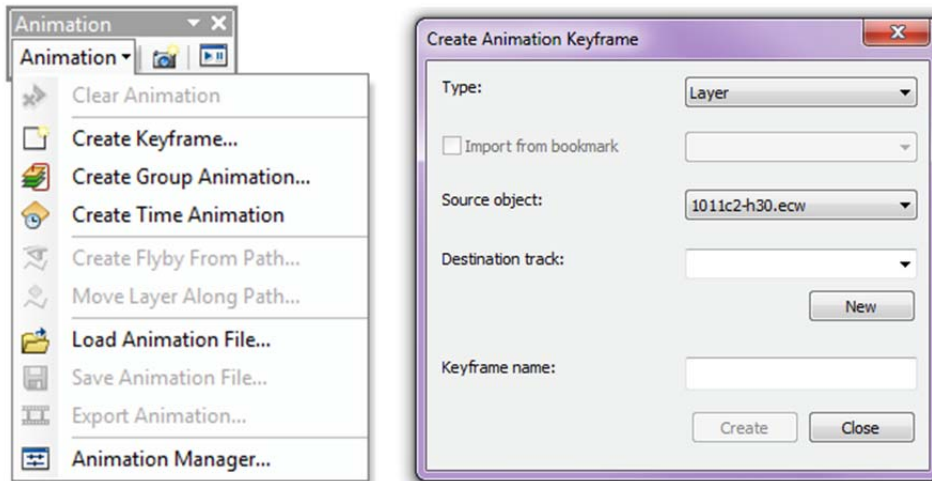 Animation
Animation
Clear Animation
Create Keyframe...
Create Group Animation...
Create Time Animation
Create Flyby From Path...
Move Layer Along Path...
Load Animation File...
Save Animation File...
Export Animation...
Animation Manager...
Create Animation Keyframe
Type:
Layer
Import from bookmark
Source object:
1011c2-h30.ecw
Destination track:
New
Keyframe name:
Create
Close